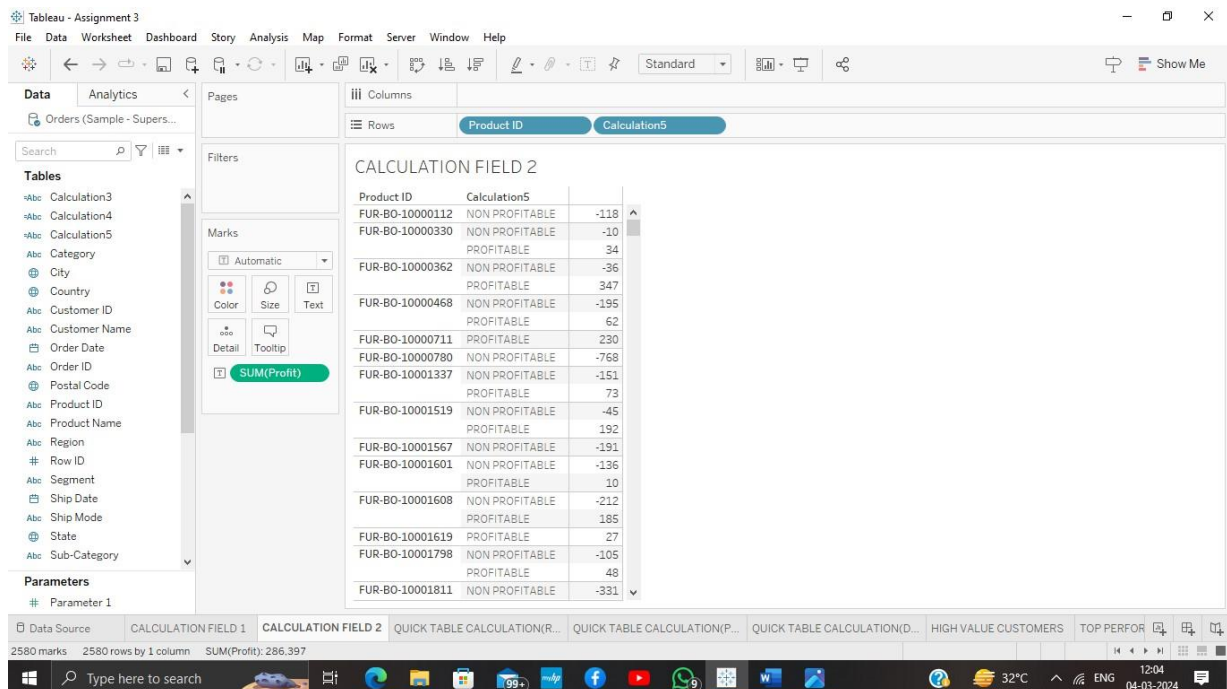 Tableau - Assignment 3
File Data Worksheet Dashboard Story Analysis Map Format Server Window Help
Standard
Show Me
Data Analytics
Pages
Columns
Orders (Sample - Supers...
Rows Product ID Calculation5
Search
Filters
CALCULATION FIELD 2
Tables
Calculation3
Calculation4
Calculation5
Category
City
Country
Customer ID
Customer Name
Order Date
Order ID
Postal Code
Product ID
Product Name
Region
Row ID
Segment
Ship Date
Ship Mode
State
Sub-Category
Parameters
Parameter 1
Marks
Automatic
Color Size Text
Detail Tooltip
SUM(Profit)
Product ID Calculation5
FUR-BO-10000112 NON PROFITABLE -118
FUR-BO-10000330 NON PROFITABLE -10
PROFITABLE 34
FUR-BO-10000362 NON PROFITABLE -36
PROFITABLE 347
FUR-BO-10000468 NON PROFITABLE -195
PROFITABLE 62
FUR-BO-10000711 PROFITABLE 230
FUR-BO-10000780 NON PROFITABLE -768
FUR-BO-10001337 NON PROFITABLE -151
PROFITABLE 73
FUR-BO-10001519 NON PROFITABLE -45
PROFITABLE 192
FUR-BO-10001567 NON PROFITABLE -191
FUR-BO-10001601 NON PROFITABLE -136
PROFITABLE 10
FUR-BO-10001608 NON PROFITABLE -212
PROFITABLE 185
FUR-BO-10001619 PROFITABLE 27
FUR-BO-10001798 NON PROFITABLE -105
PROFITABLE 48
FUR-BO-10001811 NON PROFITABLE -331
Data Source CALCULATION FIELD 1 CALCULATION FIELD 2 QUICK TABLE CALCULATION(R... QUICK TABLE CALCULATION(P... QUICK TABLE CALCULATION(D... HIGH VALUE CUSTOMERS TOP PERFOR
2580 marks 2580 rows by 1 column SUM(Profit): 286.397
Type here to search 99+ 9 32°C ENG 12:04
04-03-2024